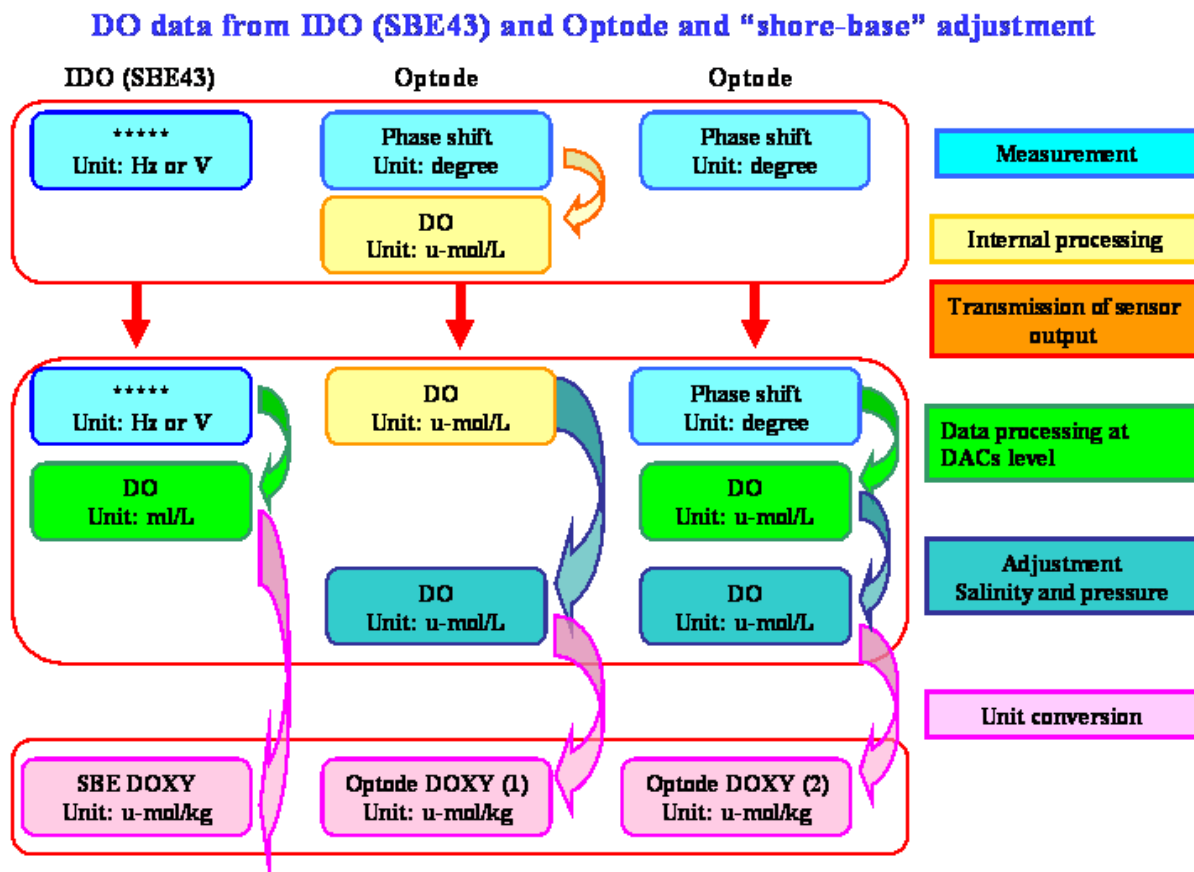 DO data from IDO (SBE43) and Optode and “shore-base” adjustment
IDO (SBE43)
Optode
Optode
*****
Unit: Hz or V
Phase shift
Unit: degree
Phase shift
Unit: degree
DO
Unit: u-mol/L
*****
Unit: Hz or V
DO
Unit: u-mol/L
Phase shift
Unit: degree
DO
Unit: ml/L
DO
Unit: u-mol/L
DO
Unit: u-mol/L
DO
Unit: u-mol/L
SBE DOXY
Unit: u-mol/kg
Optode DOXY (1)
Unit: u-mol/kg
Optode DOXY (2)
Unit: u-mol/kg
Measurement
Internal processing
Transmission of sensor
output
Data processing at
DACs level
Adjustment
Salinity and pressure
Unit conversion